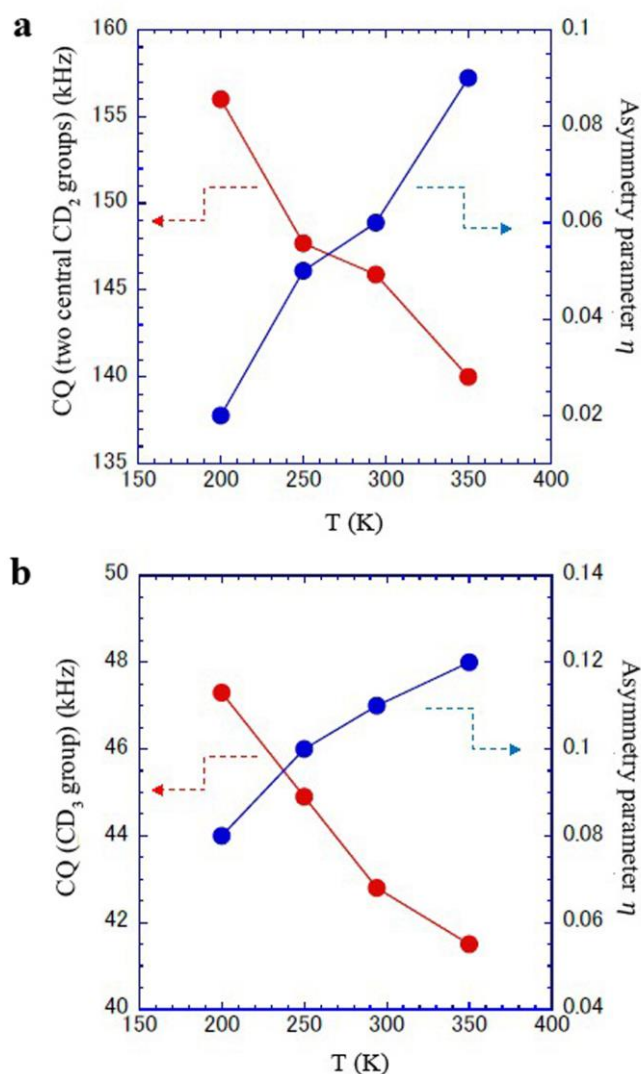 a
160
155
150
145
140
135
CQ (two central CD₂ groups) (kHz)
0.1
0.08
0.06
0.04
0.02
Asymmetry parameter η
150 200 250 300 350 400
T (K)
b
50
48
46
44
42
40
CQ (CD₃ group) (kHz)
0.14
0.12
0.1
0.08
0.06
0.04
Asymmetry parameter η
150 200 250 300 350 400
T (K)